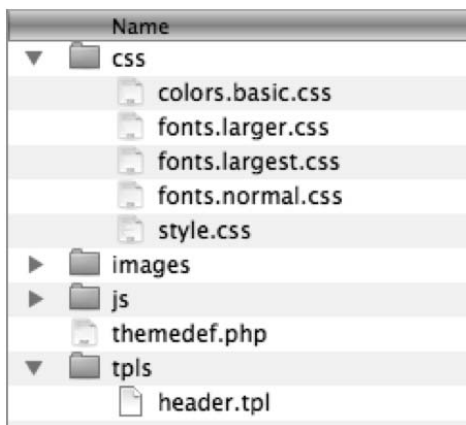 Name
css
colors.basic.css
fonts.larger.css
fonts.largest.css
fonts.normal.css
style.css
images
js
themedef.php
tpls
header.tpl